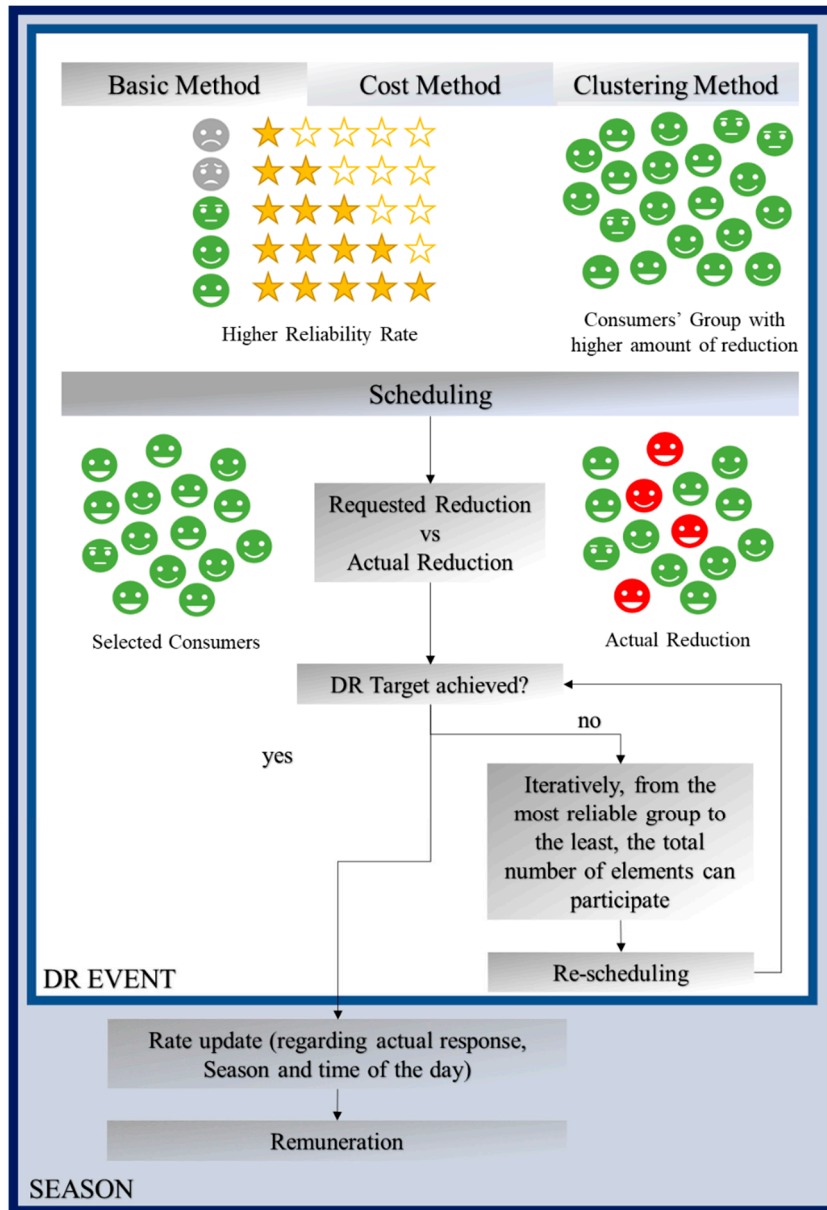 Basic Method
Cost Method
Clustering Method
Higher Reliability Rate
Consumers’ Group with
higher amount of reduction
Scheduling
Requested Reduction
vs
Actual Reduction
Selected Consumers
Actual Reduction
DR Target achieved?
no
yes
Iteratively, from the
most reliable group to
the least, the total
number of elements can
participate
Re-scheduling
DR EVENT
Rate update (regarding actual response,
Season and time of the day)
Remuneration
SEASON